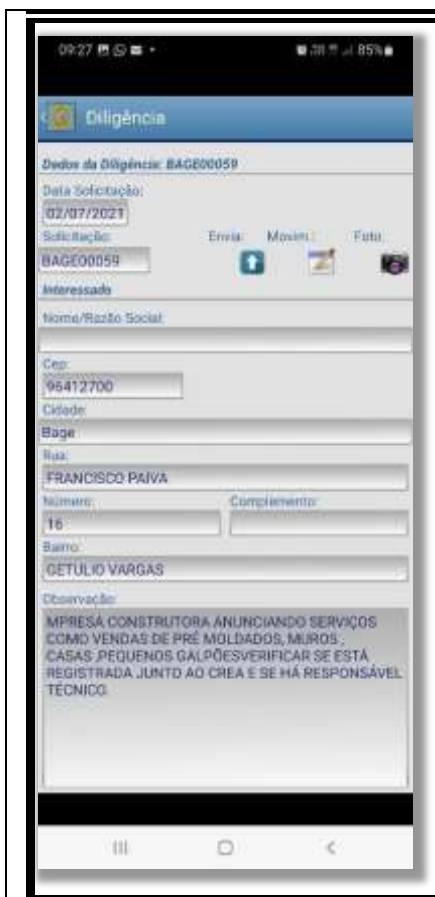 09:27
85%
Diligência
Dados da Diligência: BAGE00059
Data Solicitação:
02/07/2021
Solicitação: Envia: Movim.: Foto:
BAGE00059
Interessado
Nome/Razão Social:
Cep:
96412700
Cidade:
Bage
Rua:
FRANCISCO PAIVA
Número: Complemento:
16
Bairro:
GETULIO VARGAS
Observação:
MPRESA CONSTRUTORA ANUNCIANDO SERVIÇOS
COMO VENDAS DE PRÉ MOLDADOS, MUROS ,
CASAS ,PEQUENOS GALPÕESVERIFICAR SE ESTÁ
REGISTRADA JUNTO AO CREA E SE HÁ RESPONSÁVEL
TÉCNICO.